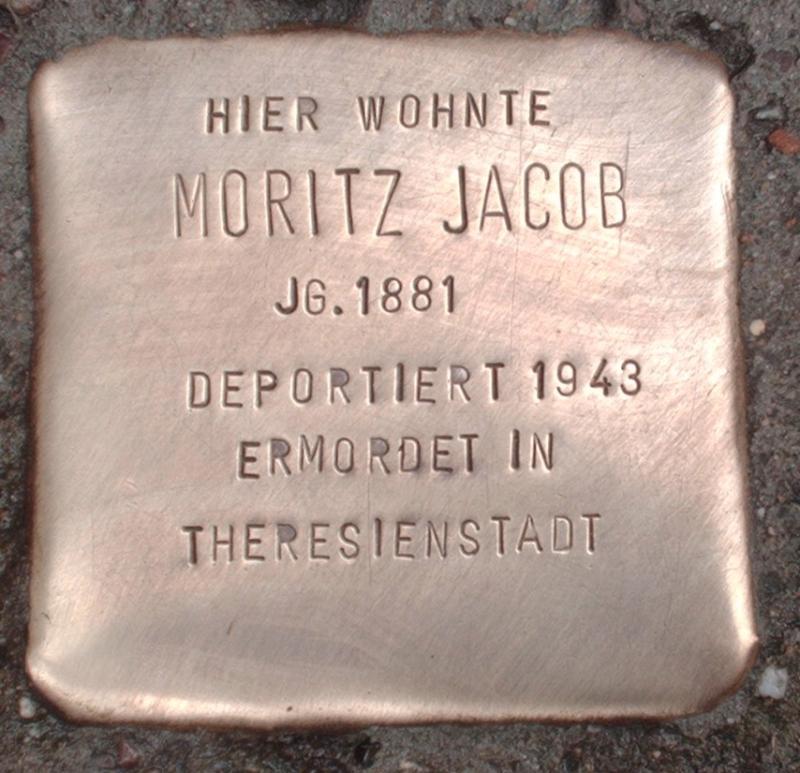 HIER WOHNTE
MORITZ JACOB
JG.1881
DEPORTIERT 1943
ERMORDET IN
THERESIENSTADT